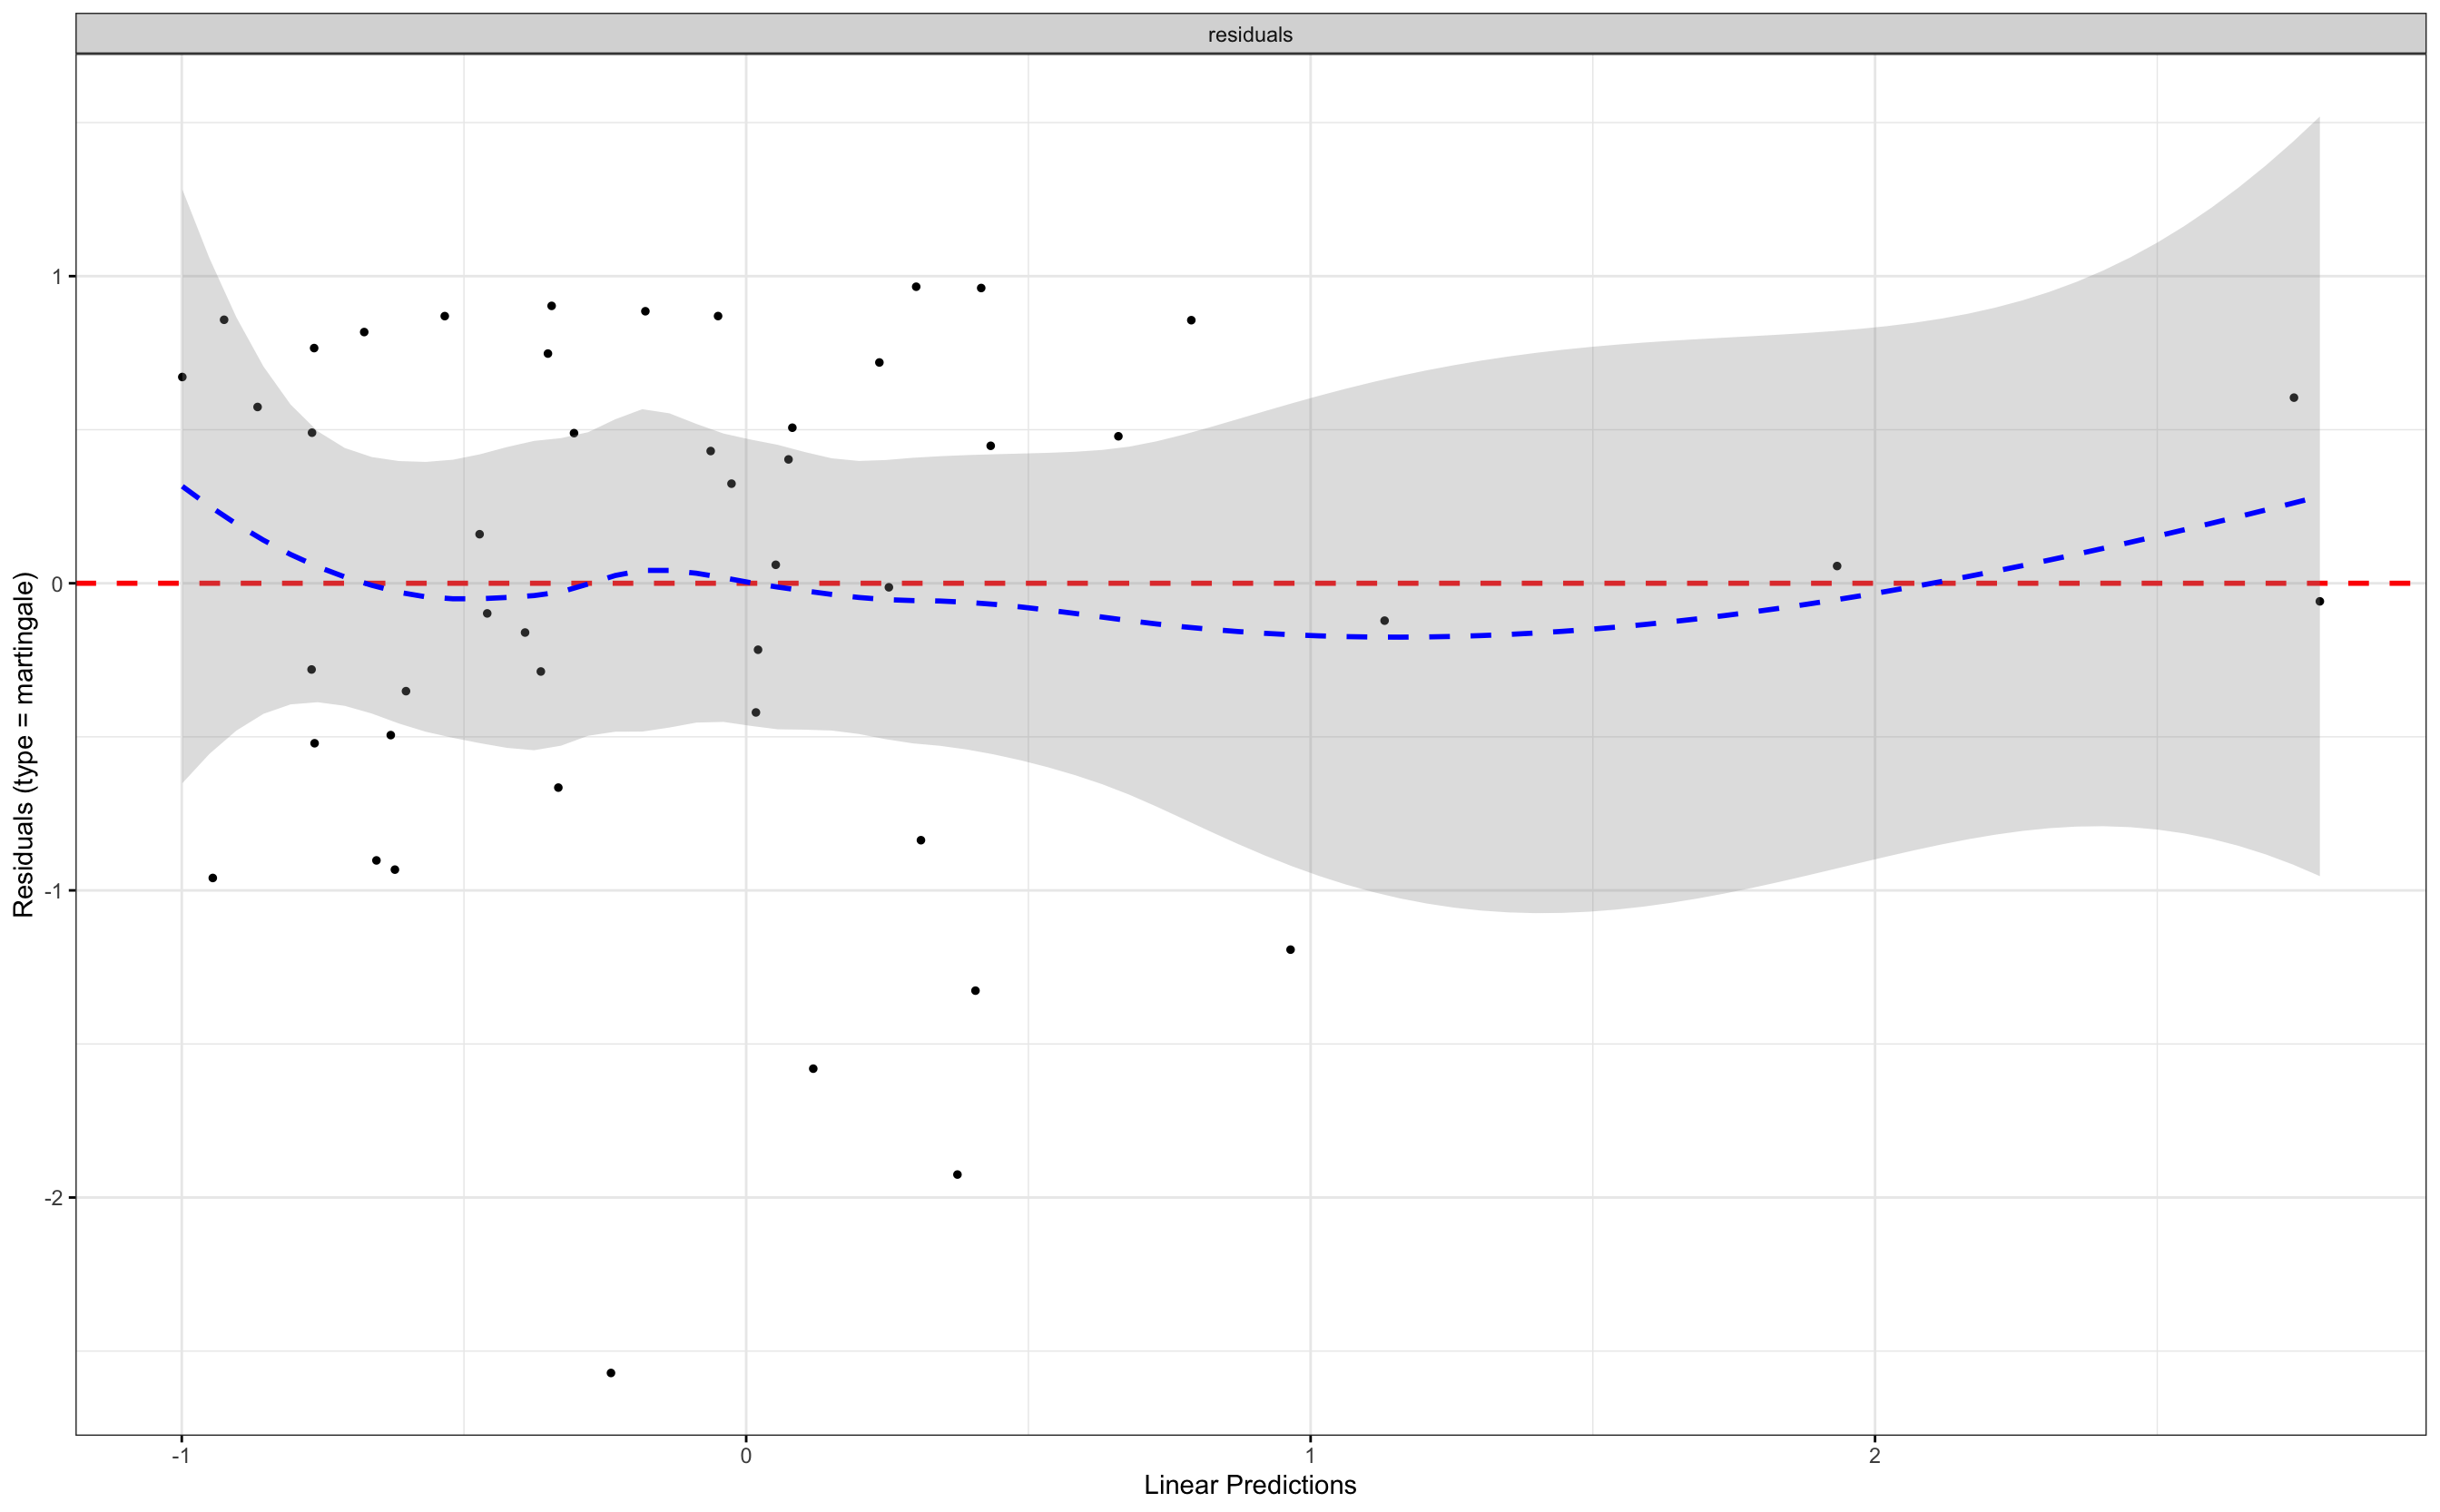 residuals
Residuals (type = martingale)
1
0
-1
-2
-1 0 1 2
Linear Predictions